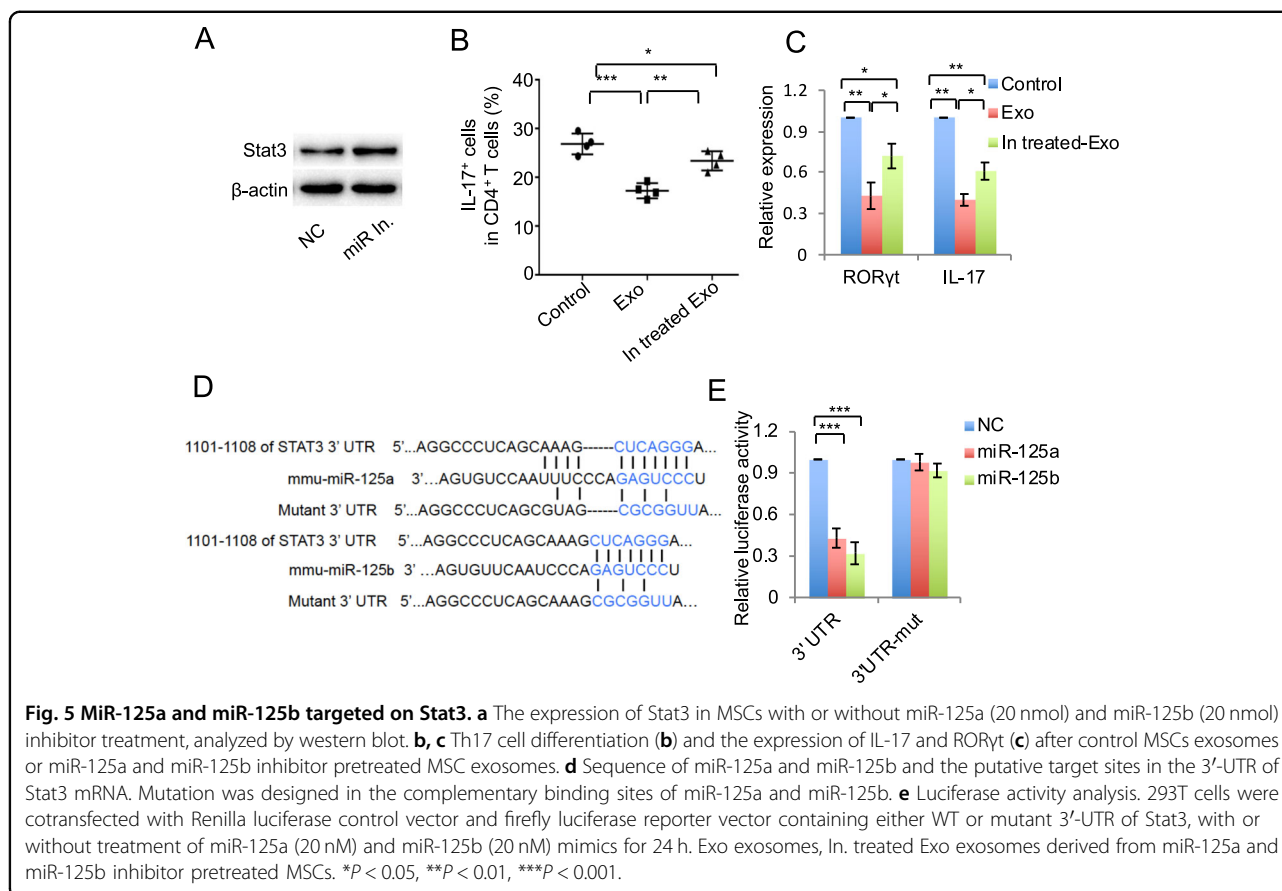 A
Stat3
β-actin
NC
miR In.
B
IL-17⁺ cells
in CD4⁺ T cells (%)
40
30
20
10
0
*
***
**
Control
Exo
In treated Exo
C
Relative expression
1.2
0.9
0.6
0.3
0
*
**
*
**
**
*
RORγt
IL-17
Control
Exo
In treated-Exo
D
1101-1108 of STAT3 3' UTR 5'...AGGCCCUCAGCAAAG------CUCAGGGA...
mmu-miR-125a 3'...AGUGUCCAAUUUCCCAGAGUCCCU
Mutant 3' UTR 5'...AGGCCCUCAGCGUAG------CGCGGUUA...
1101-1108 of STAT3 3' UTR 5'...AGGCCCUCAGCAAAGCUCAGGGA...
mmu-miR-125b 3' ...AGUGUUCAAUCCCAGAGUCCCU
Mutant 3' UTR 5'...AGGCCCUCAGCAAAGCGCGGUUA...
E
Relative luciferase activity
1.2
0.9
0.6
0.3
0
***
***
3' UTR
3'UTR-mut
NC
miR-125a
miR-125b
Fig. 5 MiR-125a and miR-125b targeted on Stat3. a The expression of Stat3 in MSCs with or without miR-125a (20 nmol) and miR-125b (20 nmol)
inhibitor treatment, analyzed by western blot. b, c Th17 cell differentiation (b) and the expression of IL-17 and RORγt (c) after control MSCs exosomes
or miR-125a and miR-125b inhibitor pretreated MSC exosomes. d Sequence of miR-125a and miR-125b and the putative target sites in the 3′-UTR of
Stat3 mRNA. Mutation was designed in the complementary binding sites of miR-125a and miR-125b. e Luciferase activity analysis. 293T cells were
cotransfected with Renilla luciferase control vector and firefly luciferase reporter vector containing either WT or mutant 3′-UTR of Stat3, with or
without treatment of miR-125a (20 nM) and miR-125b (20 nM) mimics for 24 h. Exo exosomes, In. treated Exo exosomes derived from miR-125a and
miR-125b inhibitor pretreated MSCs. *P < 0.05, **P < 0.01, ***P < 0.001.